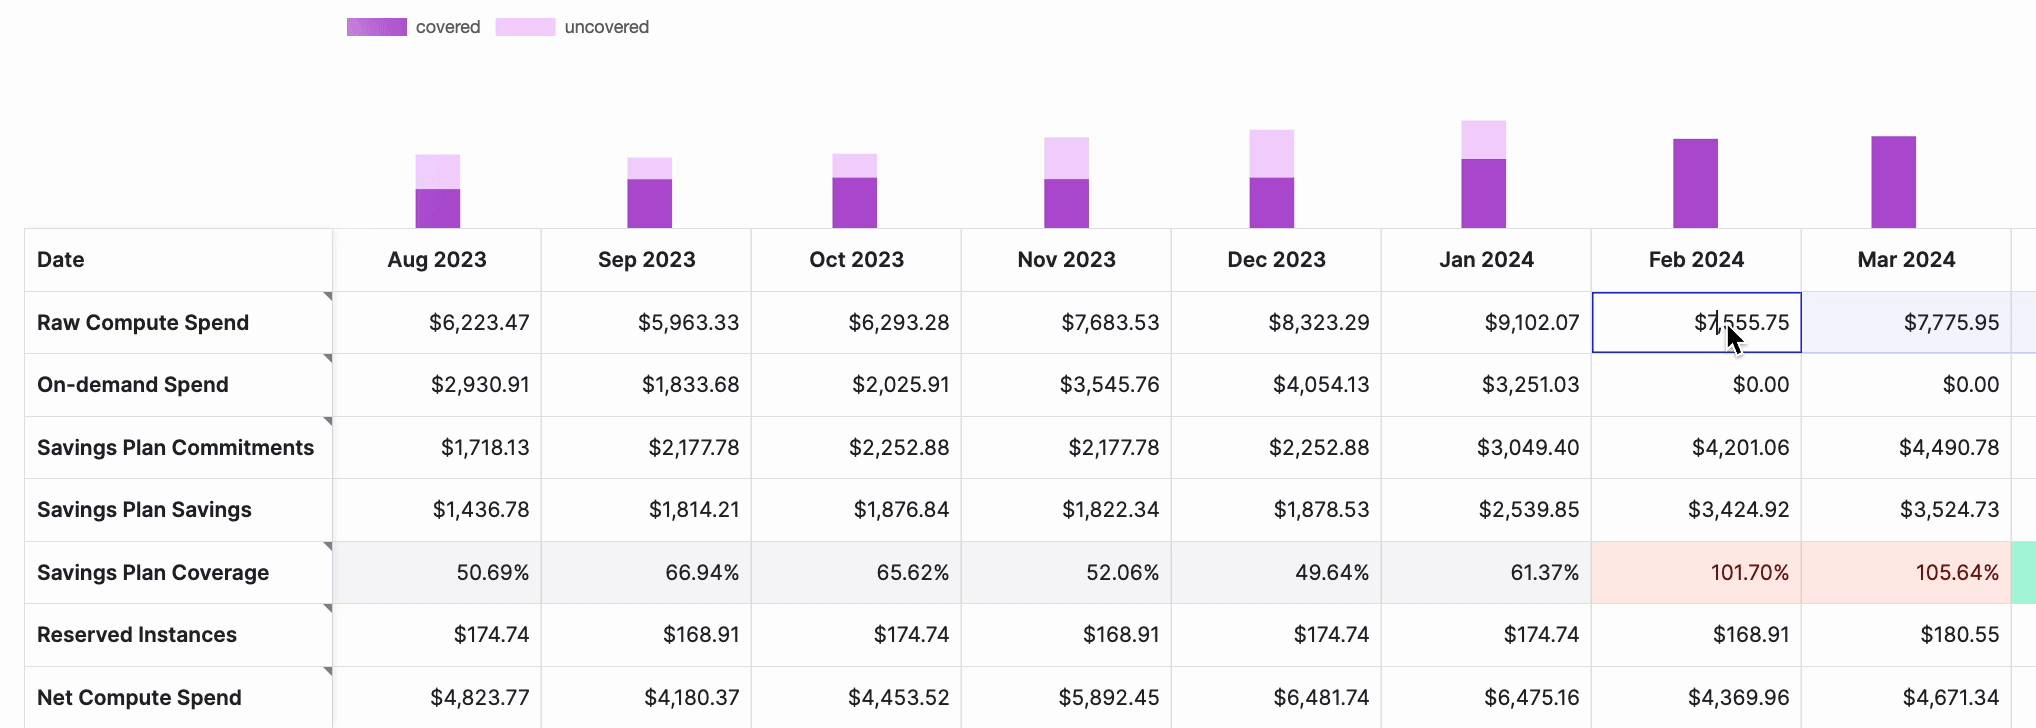 covered uncovered
Date Aug 2023 Sep 2023 Oct 2023 Nov 2023 Dec 2023 Jan 2024 Feb 2024 Mar 2024
Raw Compute Spend $6,223.47 $5,963.33 $6,293.28 $7,683.53 $8,323.29 $9,102.07 $7,555.75 $7,775.95
On-demand Spend $2,930.91 $1,833.68 $2,025.91 $3,545.76 $4,054.13 $3,251.03 $0.00 $0.00
Savings Plan Commitments $1,718.13 $2,177.78 $2,252.88 $2,177.78 $2,252.88 $3,049.40 $4,201.06 $4,490.78
Savings Plan Savings $1,436.78 $1,814.21 $1,876.84 $1,822.34 $1,878.53 $2,539.85 $3,424.92 $3,524.73
Savings Plan Coverage 50.69% 66.94% 65.62% 52.06% 49.64% 61.37% 101.70% 105.64%
Reserved Instances $174.74 $168.91 $174.74 $168.91 $174.74 $174.74 $168.91 $180.55
Net Compute Spend $4,823.77 $4,180.37 $4,453.52 $5,892.45 $6,481.74 $6,475.16 $4,369.96 $4,671.34